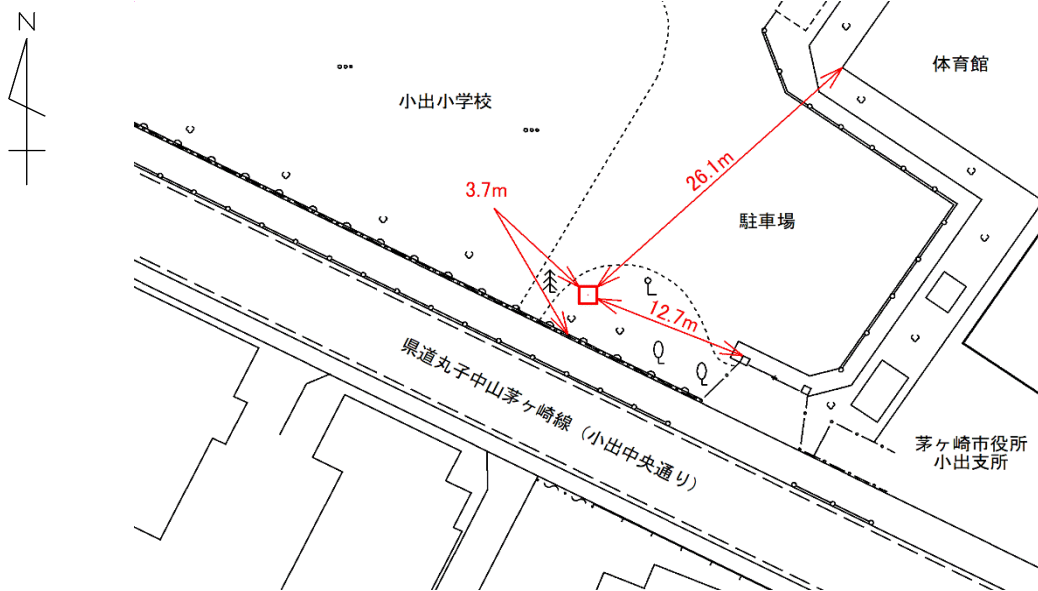 N
体育館
小出小学校
26.1m
3.7m
駐車場
12.7m
県道丸子中山茅ヶ崎線（小出中央通り）
茅ヶ崎市役所
小出支所